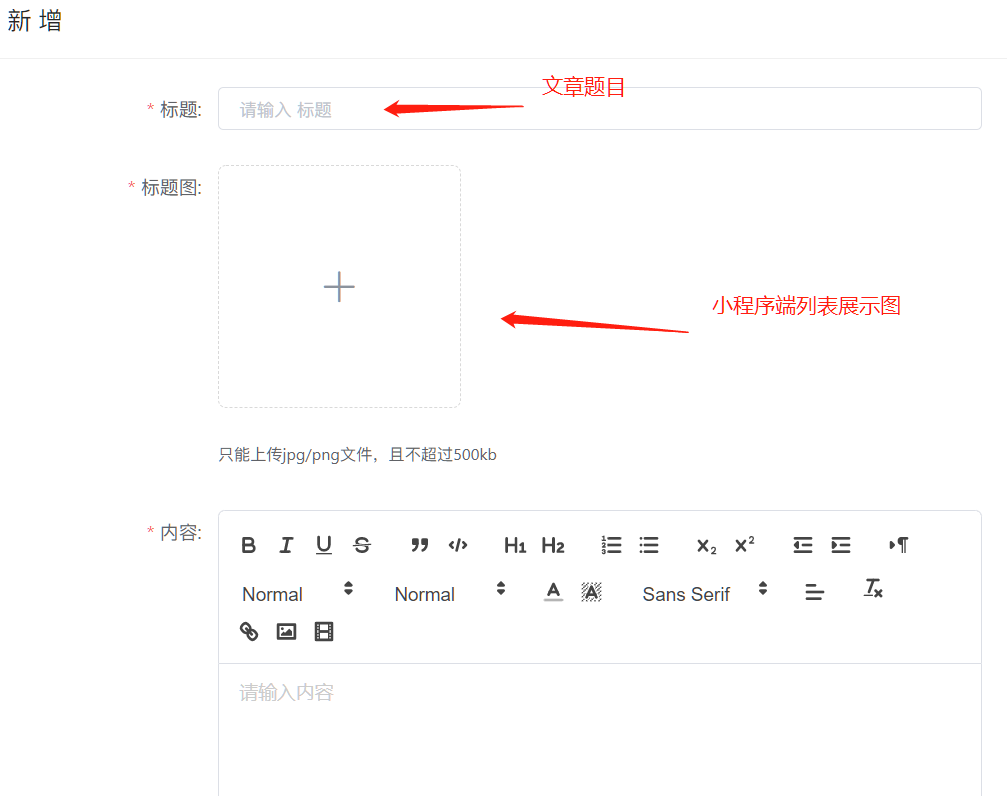 新 增
文章题目
* 标题: 请输入 标题
* 标题图:
小程序端列表展示图
只能上传jpg/png文件，且不超过500kb
* 内容:
B I U S ” </> H1 H2 X2 X²
Normal Normal A A Sans Serif Tx
请输入内容